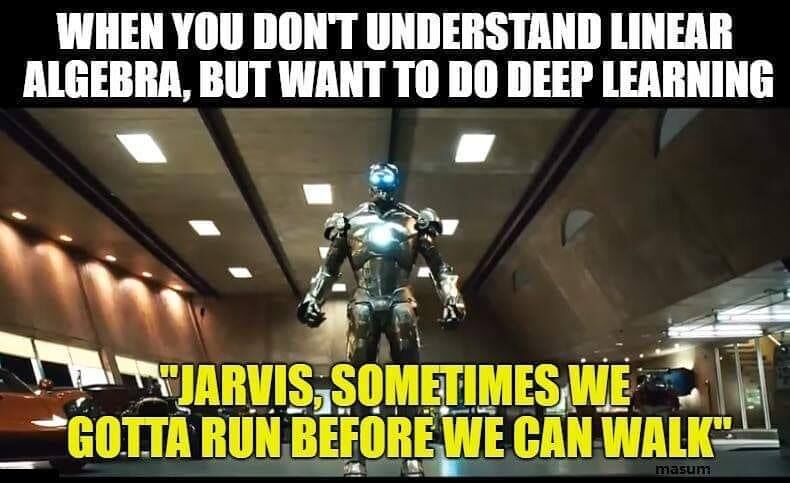 WHEN YOU DON'T UNDERSTAND LINEAR
ALGEBRA, BUT WANT TO DO DEEP LEARNING
"JARVIS, SOMETIMES WE
GOTTA RUN BEFORE WE CAN WALK"
masum